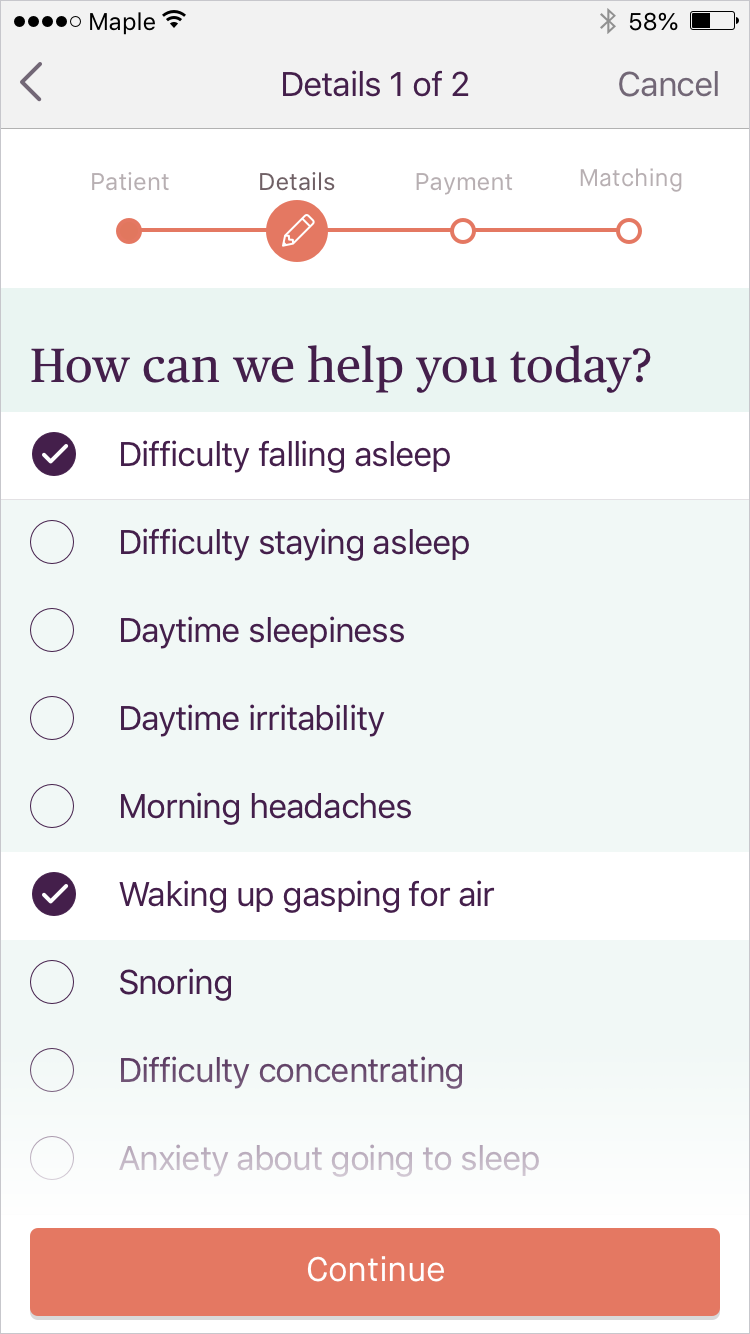 Maple 58%
Details 1 of 2 Cancel
Patient Details Payment Matching
How can we help you today?
Difficulty falling asleep
Difficulty staying asleep
Daytime sleepiness
Daytime irritability
Morning headaches
Waking up gasping for air
Snoring
Difficulty concentrating
Anxiety about going to sleep
Continue